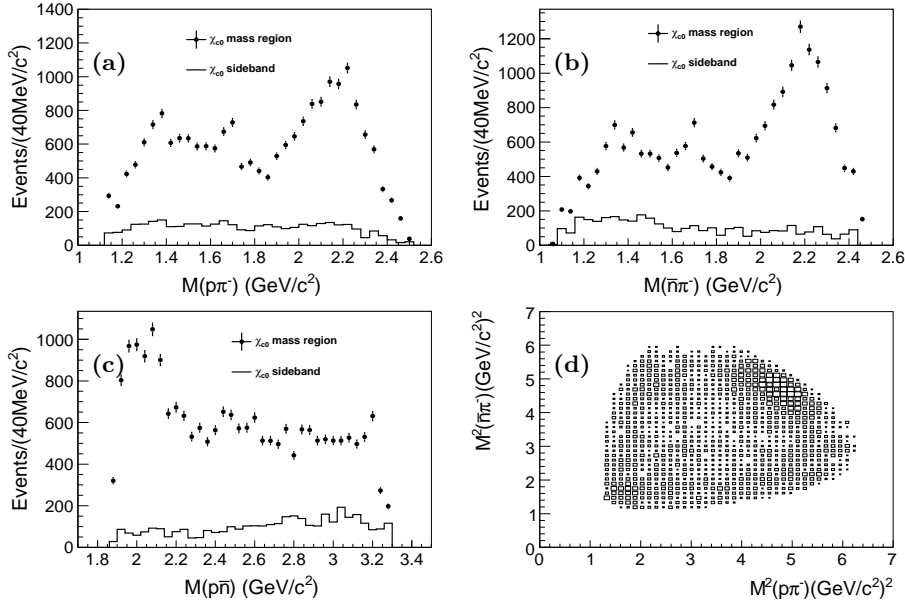 Events/(40MeV/c²)
1400
1200
1000
800
600
400
200
0
(a)
χc0 mass region
χc0 sideband
1 1.2 1.4 1.6 1.8 2 2.2 2.4 2.6
M(pπ⁻) (GeV/c²)
Events/(40MeV/c²)
1200
1000
800
600
400
200
0
(b)
χc0 mass region
χc0 sideband
1 1.2 1.4 1.6 1.8 2 2.2 2.4 2.6
M(n̄π⁻) (GeV/c²)
Events/(40MeV/c²)
1000
800
600
400
200
0
(c)
χc0 mass region
χc0 sideband
1.8 2 2.2 2.4 2.6 2.8 3 3.2 3.4
M(pn̄) (GeV/c²)
M²(n̄π⁻)(GeV/c²)²
7
6
5
4
3
2
1
0
(d)
0 1 2 3 4 5 6 7
M²(pπ⁻)(GeV/c²)²